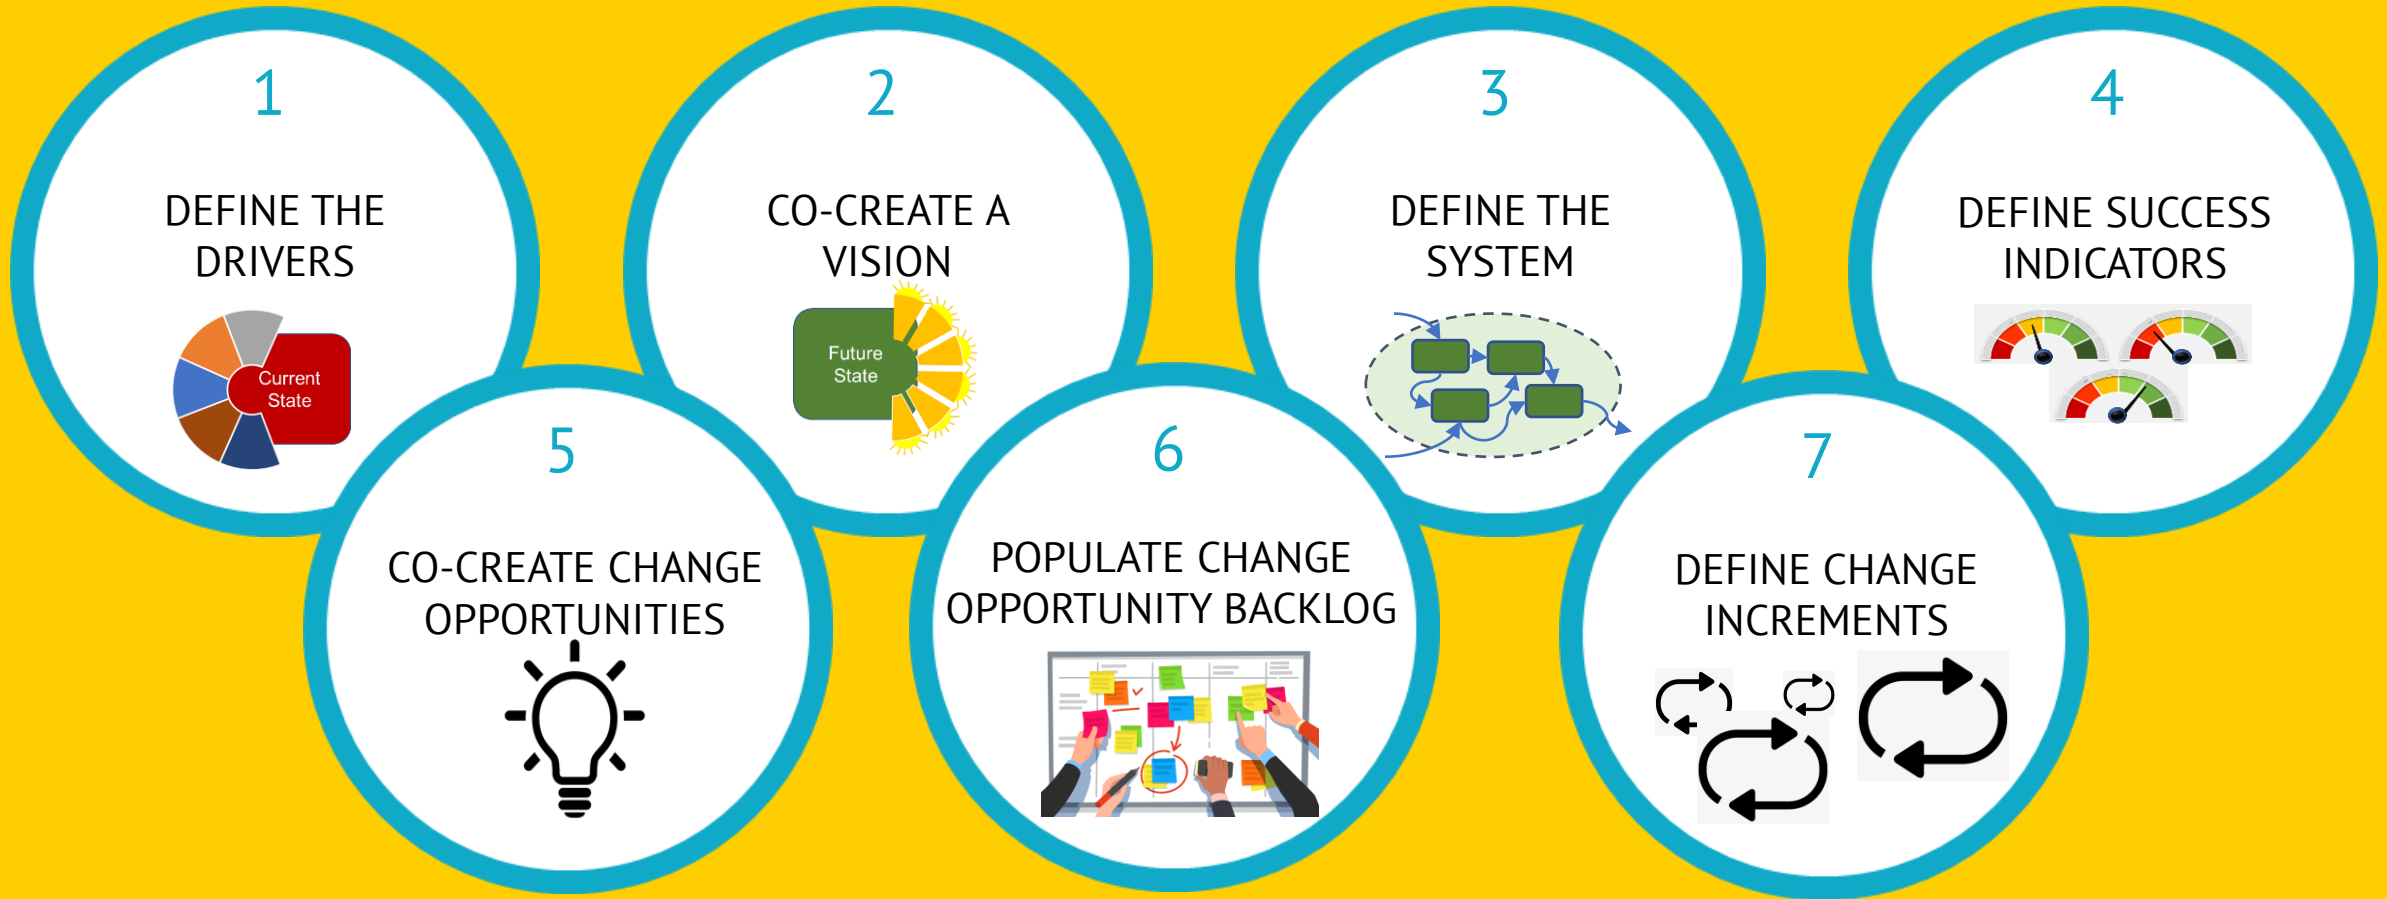 1
DEFINE THE
DRIVERS
Current
State
2
CO-CREATE A
VISION
Future
State
3
DEFINE THE
SYSTEM
4
DEFINE SUCCESS
INDICATORS
5
CO-CREATE CHANGE
OPPORTUNITIES
6
POPULATE CHANGE
OPPORTUNITY BACKLOG
7
DEFINE CHANGE
INCREMENTS